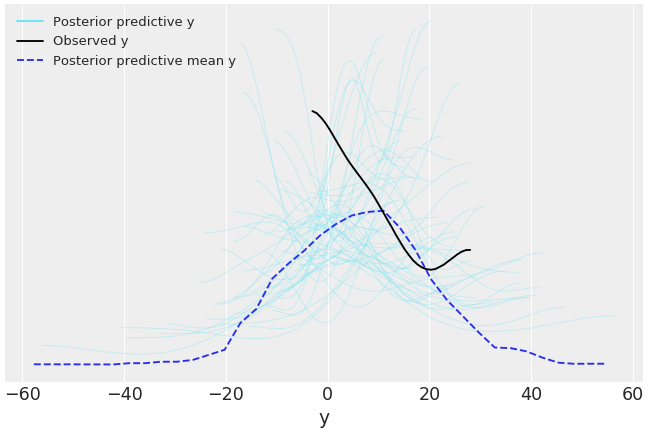 Posterior predictive y
Observed y
Posterior predictive mean y
−60 −40 −20 0 20 40 60
y